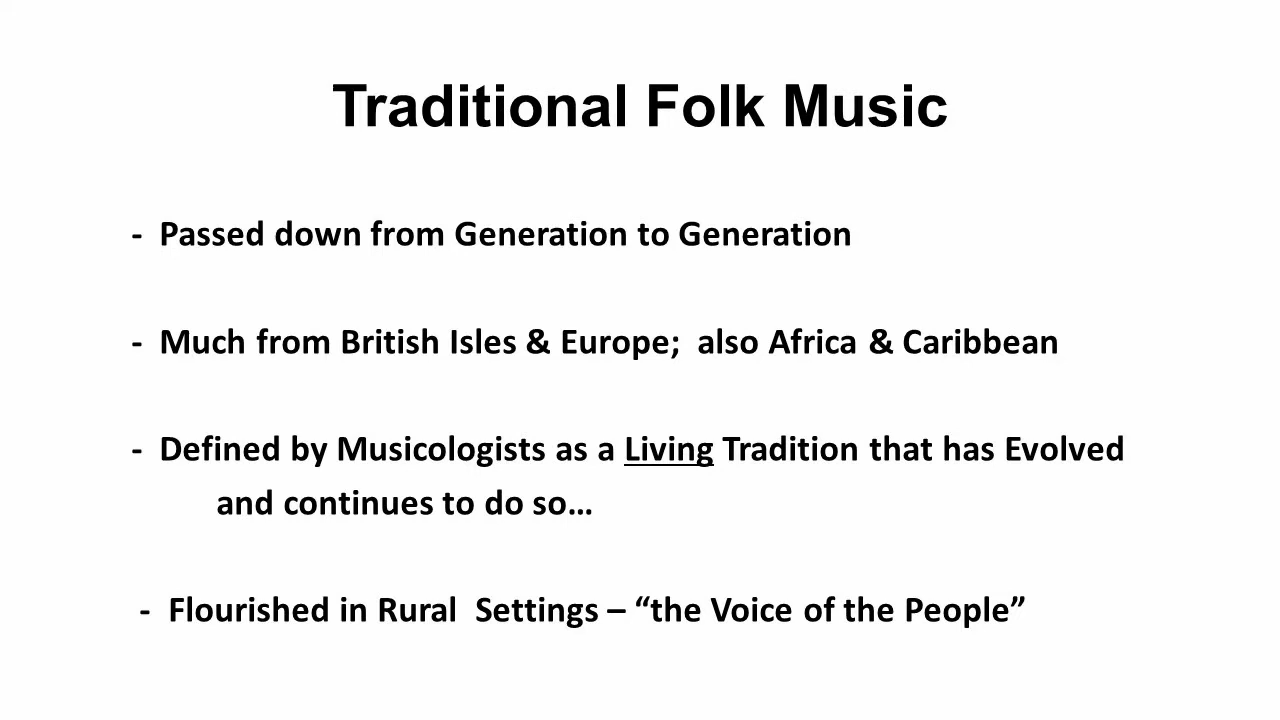 Traditional Folk Music
- Passed down from Generation to Generation
- Much from British Isles & Europe;  also Africa & Caribbean
- Defined by Musicologists as a Living Tradition that has Evolved
and continues to do so…
- Flourished in Rural  Settings – “the Voice of the People”